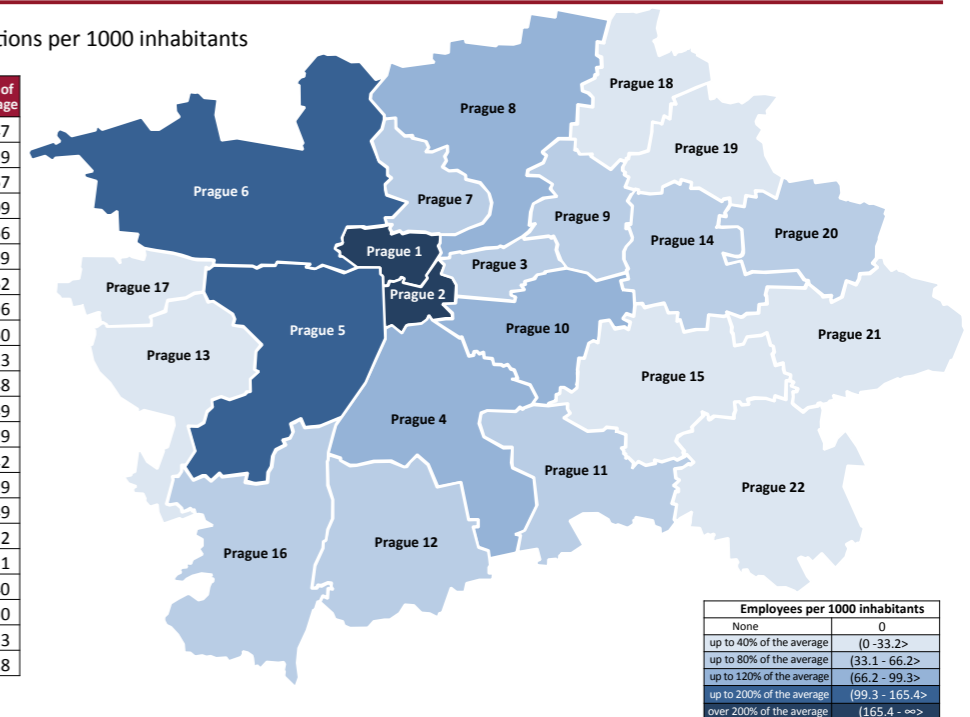 tions per 1000 inhabitants
of
age
7
9
7
9
6
9
2
6
0
3
8
9
9
2
9
9
2
1
0
0
3
8
Prague 18
Prague 8
Prague 19
Prague 6
Prague 7
Prague 9
Prague 20
Prague 14
Prague 1
Prague 3
Prague 17
Prague 2
Prague 5
Prague 10
Prague 21
Prague 13
Prague 15
Prague 4
Prague 11
Prague 22
Prague 12
Prague 16
Employees per 1000 inhabitants
None 0
up to 40% of the average (0 -33.2>
up to 80% of the average (33.1 - 66.2>
up to 120% of the average (66.2 - 99.3>
up to 200% of the average (99.3 - 165.4>
over 200% of the average (165.4 - ∞>